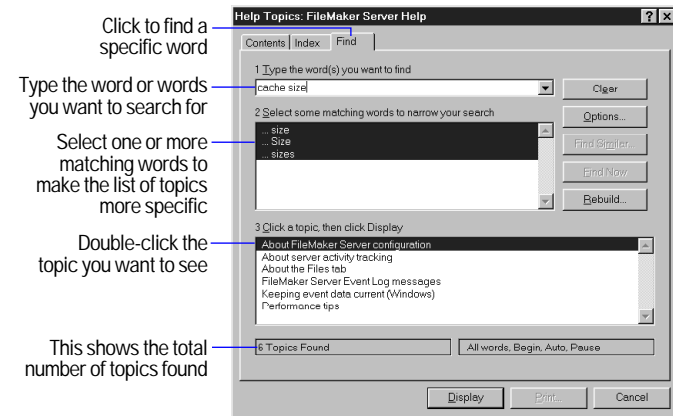 Click to find a
specific word
Type the word or words
you want to search for
Select one or more
matching words to
make the list of topics
more specific
Double-click the
topic you want to see
This shows the total
number of topics found
Help Topics: FileMaker Server Help
Contents Index Find
1 Type the word(s) you want to find
cache size
Clear
2 Select some matching words to narrow your search
Options...
... size
... Size
... sizes
Find Similar...
Find Now
Rebuild...
3 Click a topic, then click Display
About FileMaker Server configuration
About server activity tracking
About the Files tab
FileMaker Server Event Log messages
Keeping event data current (Windows)
Performance tips
6 Topics Found
All words, Begin, Auto, Pause
Display Print... Cancel